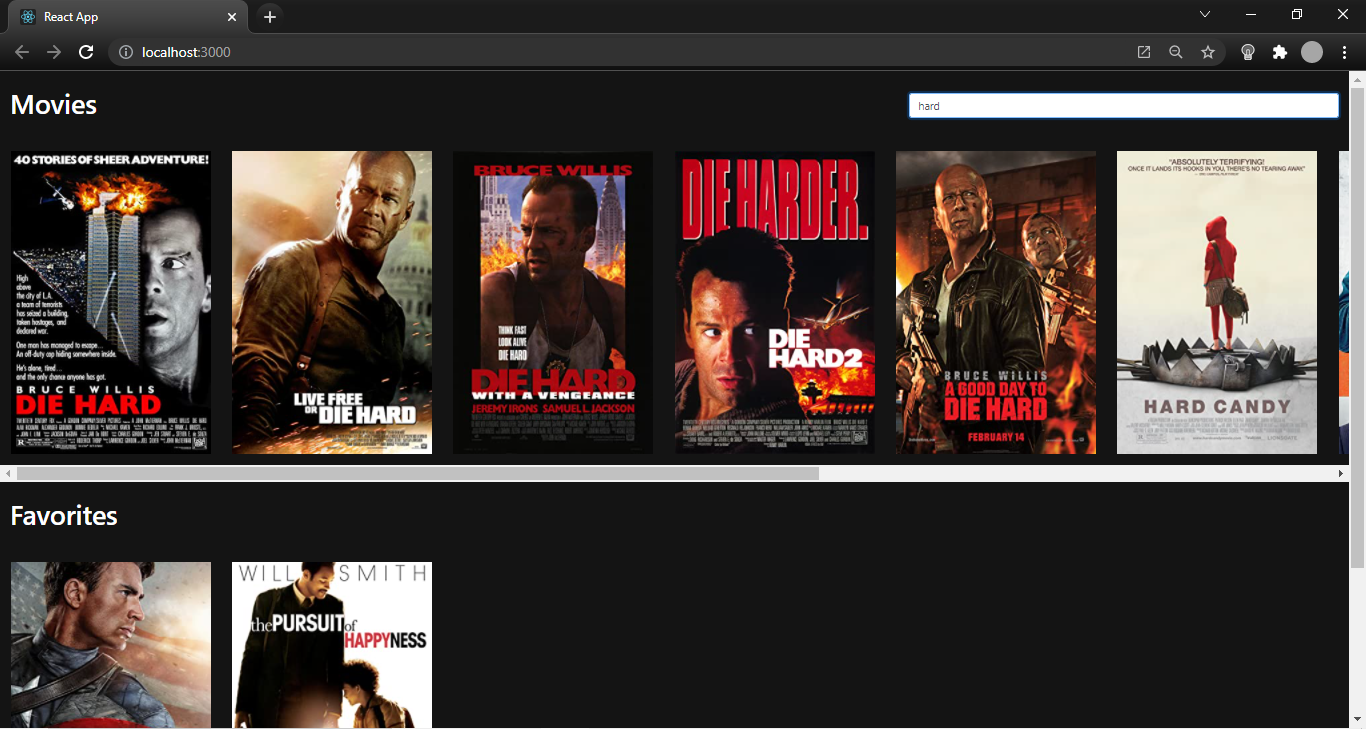 React App
localhost:3000
Movies
hard
40 STORIES OF SHEER ADVENTURE!
High
above
the city of L.A.
a team of terrorists
has seized a building,
taken hostages, and
declared war.
One man has managed to escape...
An off-duty cop hiding somewhere inside.
He's alone, tired...
and the only chance anyone has got.
BRUCE WILLIS
DIE HARD
LIVE FREE
OR DIE HARD
BRUCE WILLIS
THINK FAST
LOOK ALIVE
DIE HARD
DIE HARD
WITH A VENGEANCE
JEREMY IRONS SAMUEL L. JACKSON
DIE HARDER.
DIE
HARD 2
BRUCE WILLIS
A GOOD DAY TO
DIE HARD
FEBRUARY 14
"ABSOLUTELY TERRIFYING!
ONCE IT LANDS ITS HOOKS IN YOU, THERE'S NO TEARING AWAY"
HARD CANDY
Favorites
WILL SMITH
the PURSUIT of
HAPPYNESS